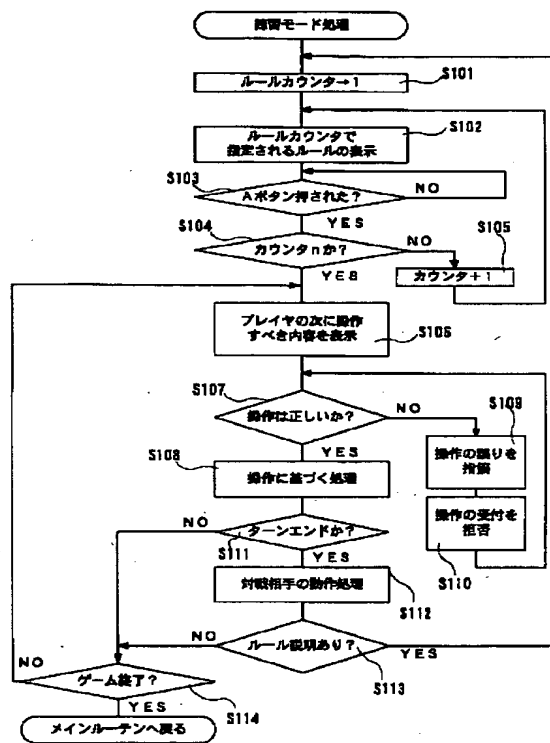 練習モード処理
ルールカウンタ→1
S101
ルールカウンタで
指定されるルールの表示
S102
S103
Aボタン押された?
NO
YES
S104
カウンタnか?
NO
S105
カウンタ+1
YES
プレイヤの次に操作
すべき内容を表示
S106
S107
操作は正しいか?
NO
S109
YES
操作の誤りを
指摘
S108
操作に基づく処理
操作の受付を
拒否
S110
NO
ターンエンドか?
S111
YES
対戦相手の動作処理
S112
NO
ルール説明あり?
YES
S113
NO
ゲーム終了?
S114
YES
メインルーテンへ戻る